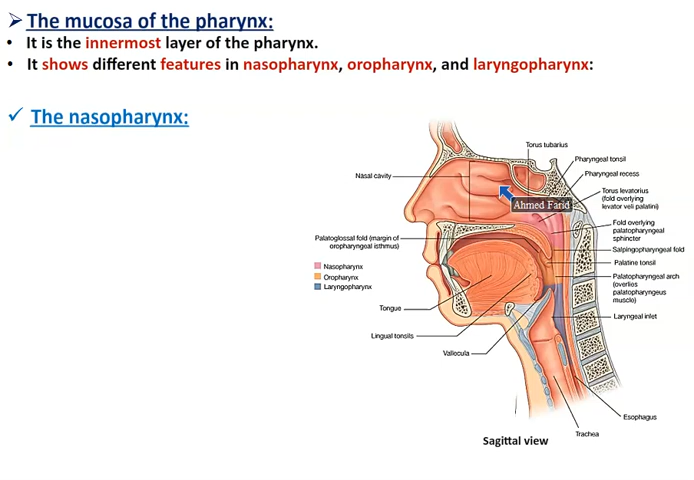 The mucosa of the pharynx:
It is the innermost layer of the pharynx.
It shows different features in nasopharynx, oropharynx, and laryngopharynx:
The nasopharynx:
Torus tubarius
Pharyngeal tonsil
Pharyngeal recess
Nasal cavity
Torus levatorius
(fold overlying
levator veli palatini)
Ahmed Farid
Fold overlying
palatopharyngeal
sphincter
Palatoglossal fold (margin of
oropharyngeal isthmus)
Salpingopharyngeal fold
Palatine tonsil
Nasopharynx
Oropharynx
Laryngopharynx
Palatopharyngeal arch
(overlies
palatopharyngeus
muscle)
Tongue
Laryngeal inlet
Lingual tonsils
Vallecula
Esophagus
Trachea
Sagittal view